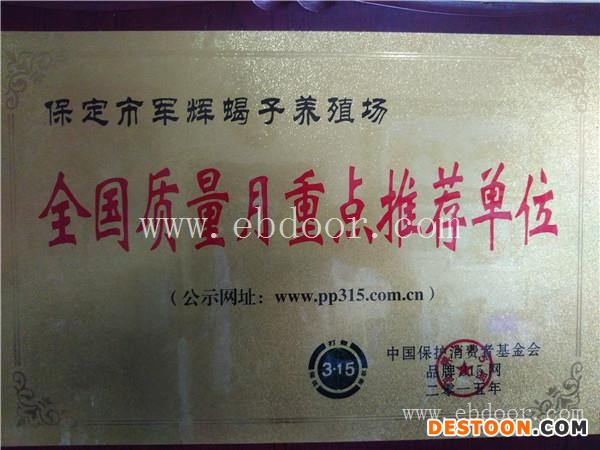 保定市军辉蝎子养殖场
全国质量月重点推荐单位
www.ebdoor.com
（公示网址：www.pp315.com.cn）
打假
3·15
中国保护消费者基金会
品牌315网
二〇一五年
www.ebdoor.com
DESTOON.COM